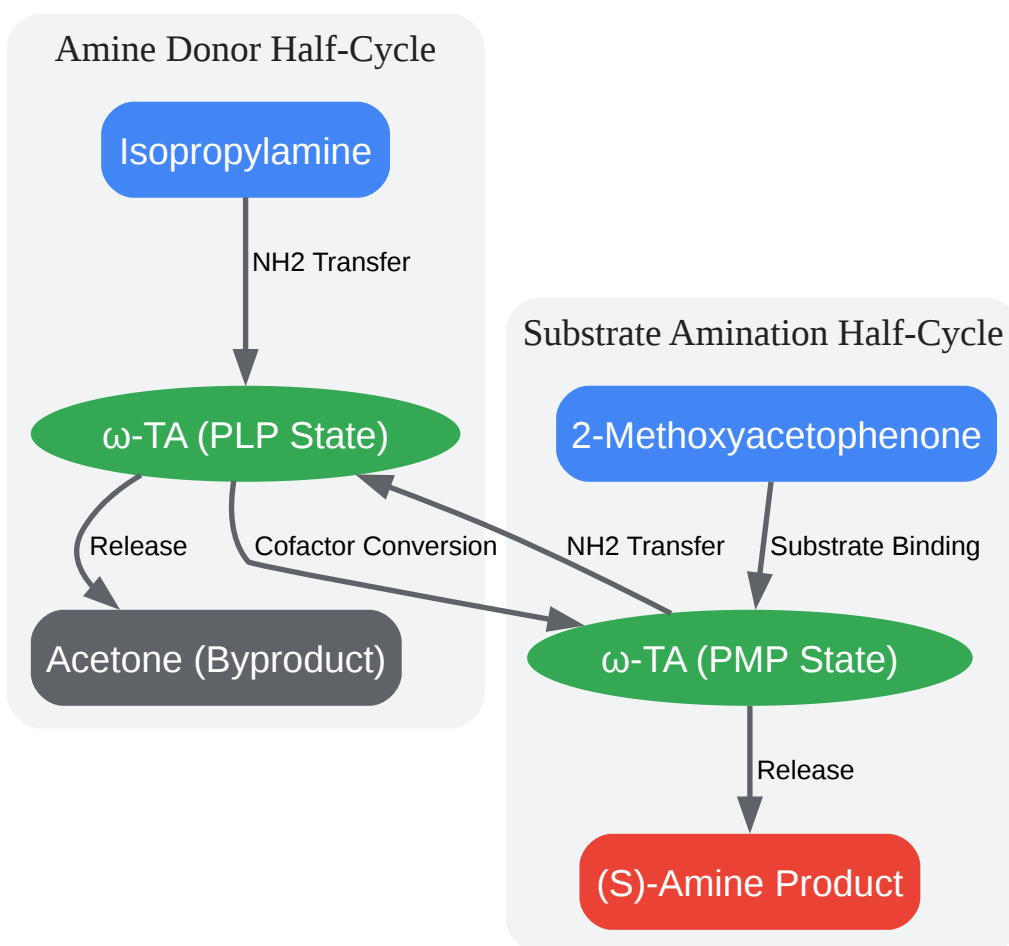 Amine Donor Half-Cycle
Isopropylamine
NH2 Transfer
Substrate Amination Half-Cycle
ω-TA (PLP State)
2-Methoxyacetophenone
Release
Cofactor Conversion
NH2 Transfer
Substrate Binding
Acetone (Byproduct)
ω-TA (PMP State)
Release
(S)-Amine Product